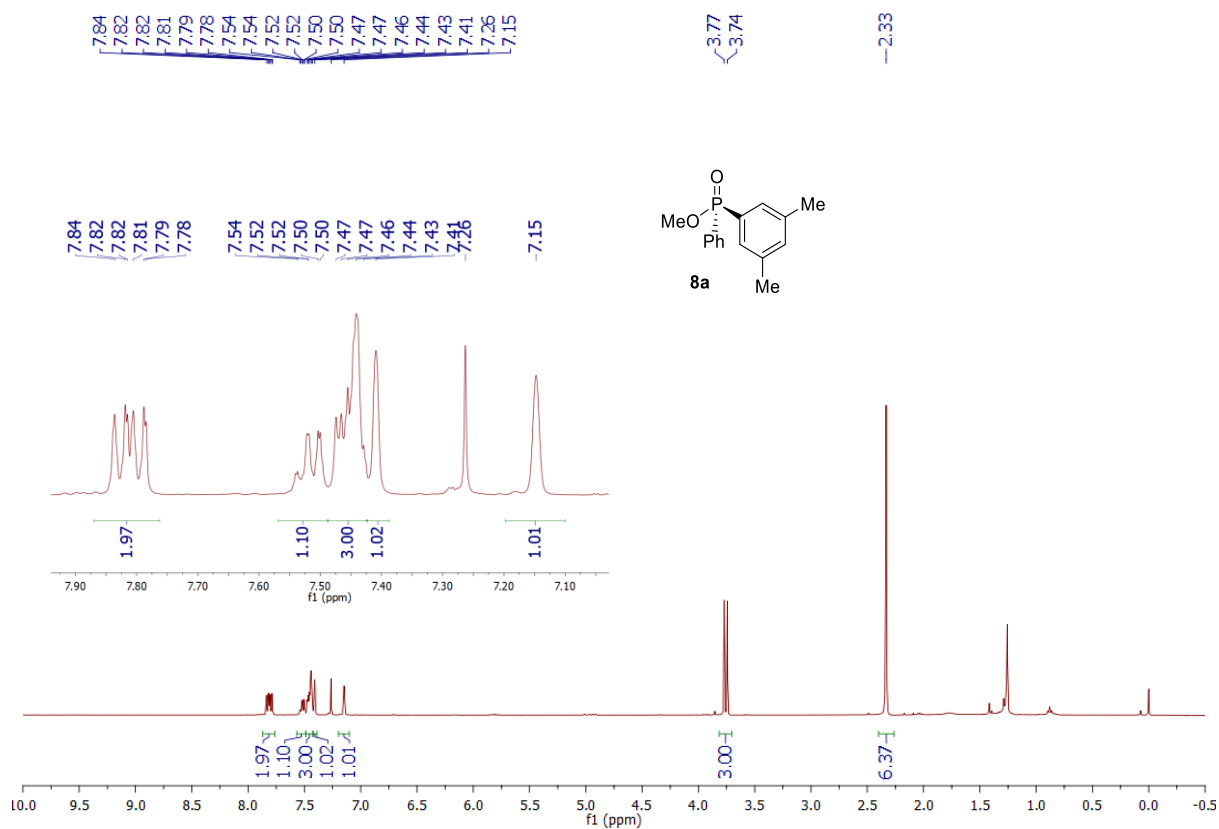 7.84 7.82 7.82 7.81 7.79 7.78 7.54 7.54 7.52 7.52 7.50 7.50 7.47 7.47 7.46 7.44 7.43 7.41 7.26 7.15
3.77 3.74
2.33
O
P
MeO
Ph
Me
Me
8a
7.84 7.82 7.82 7.81 7.79 7.78 7.54 7.52 7.52 7.50 7.50 7.47 7.47 7.46 7.44 7.43 7.41 7.26 7.15
1.97 1.10 3.00 1.02 1.01
7.90 7.80 7.70 7.60 7.50 7.40 7.30 7.20 7.10
f1 (ppm)
1.97 1.10 3.00 1.02 1.01 3.00 6.37
10.0 9.5 9.0 8.5 8.0 7.5 7.0 6.5 6.0 5.5 5.0 4.5 4.0 3.5 3.0 2.5 2.0 1.5 1.0 0.5 0.0 -0.5
f1 (ppm)